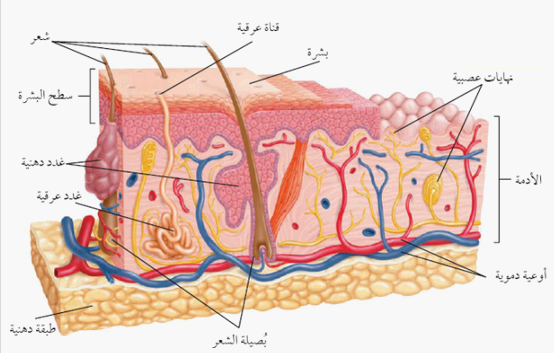 قناة عرقية
شعر
بشرة
نهايات عصبية
سطح البشرة
غدد دهنية
الأدمة
غدد عرقية
أوعية دموية
طبقة دهنية
بُصيلة الشعر